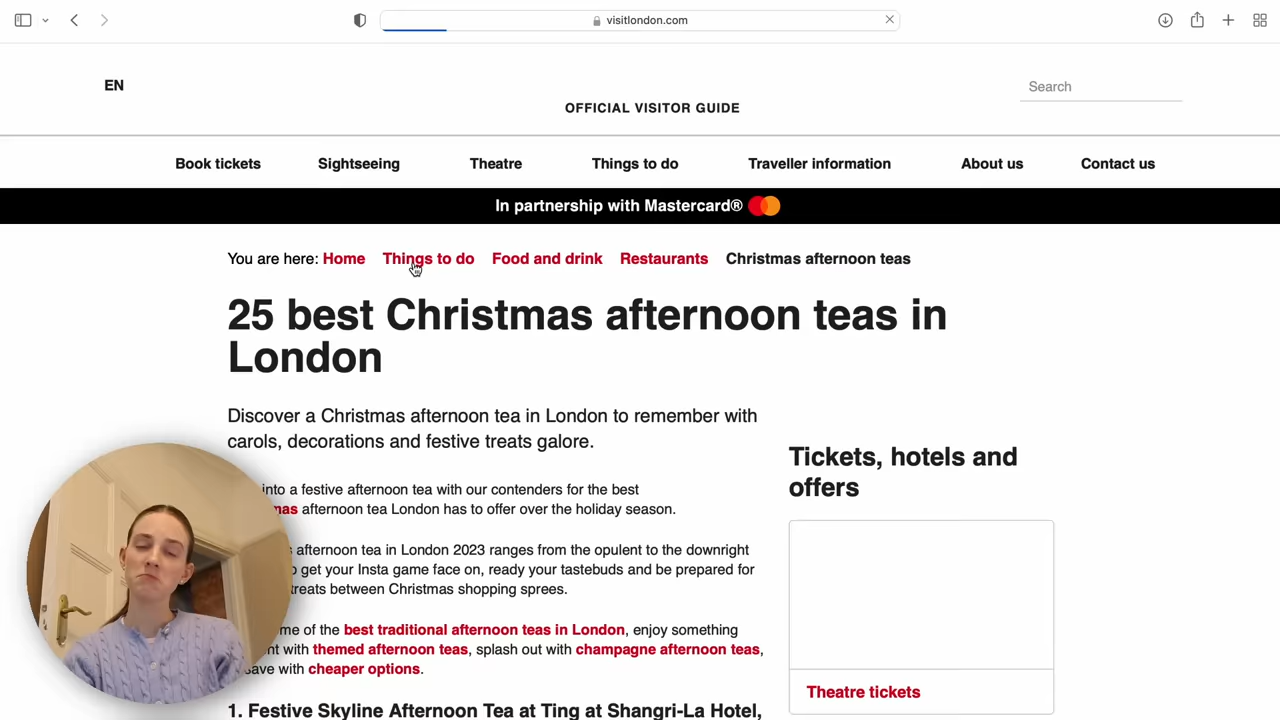 visitlondon.com
EN
Search
OFFICIAL VISITOR GUIDE
Book tickets Sightseeing Theatre Things to do Traveller information About us Contact us
In partnership with Mastercard®
You are here: Home Things to do Food and drink Restaurants Christmas afternoon teas
25 best Christmas afternoon teas in
London
Discover a Christmas afternoon tea in London to remember with
carols, decorations and festive treats galore.
Tickets, hotels and
offers
into a festive afternoon tea with our contenders for the best
afternoon tea London has to offer over the holiday season.
afternoon tea in London 2023 ranges from the opulent to the downright
get your Insta game face on, ready your tastebuds and be prepared for
treats between Christmas shopping sprees.
of the best traditional afternoon teas in London, enjoy something
with themed afternoon teas, splash out with champagne afternoon teas,
save with cheaper options.
Theatre tickets
1. Festive Skyline Afternoon Tea at Ting at Shangri-La Hotel,